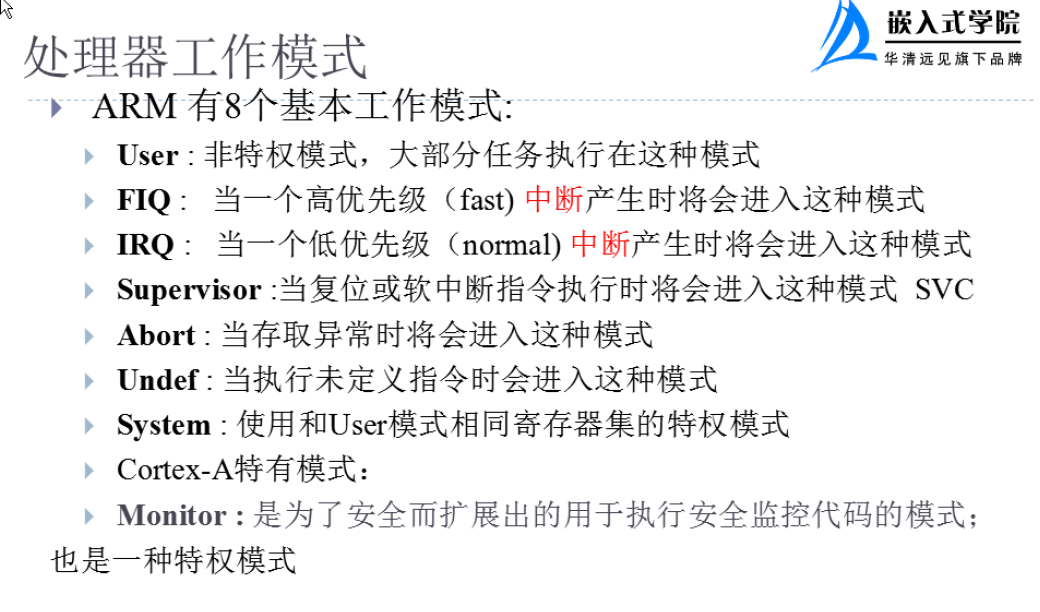 嵌入式学院
华清远见旗下品牌
处理器工作模式
ARM 有8个基本工作模式:
User : 非特权模式，大部分任务执行在这种模式
FIQ : 当一个高优先级（fast) 中断产生时将会进入这种模式
IRQ : 当一个低优先级（normal) 中断产生时将会进入这种模式
Supervisor :当复位或软中断指令执行时将会进入这种模式 SVC
Abort : 当存取异常时将会进入这种模式
Undef : 当执行未定义指令时会进入这种模式
System : 使用和User模式相同寄存器集的特权模式
Cortex-A特有模式：
Monitor : 是为了安全而扩展出的用于执行安全监控代码的模式；
也是一种特权模式